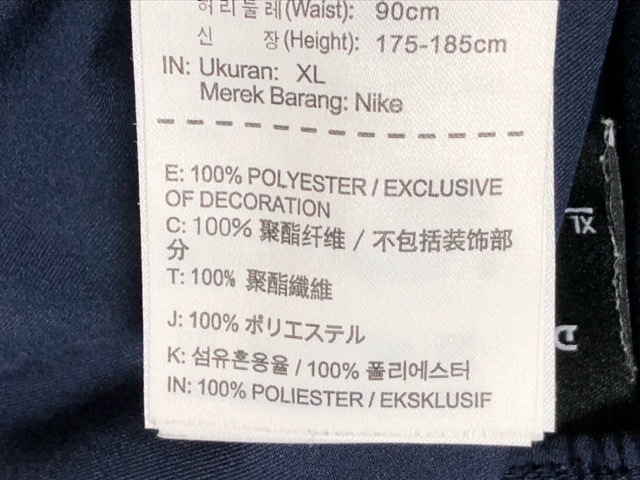 허리둘레(Waist): 90cm
신 장(Height): 175-185cm
IN: Ukuran: XL
Merek Barang: Nike
E: 100% POLYESTER / EXCLUSIVE
OF DECORATION
C: 100% 聚酯纤维 / 不包括装饰部
分
T: 100% 聚酯纖維
J: 100% ポリエステル
K: 섬유혼용율 / 100% 폴리에스터
IN: 100% POLIESTER / EKSKLUSIF
XL